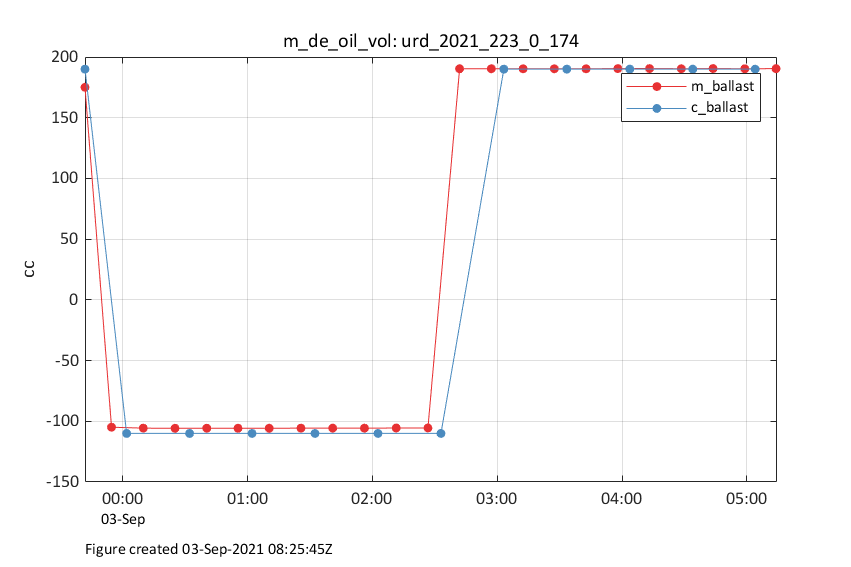 m_de_oil_vol: urd_2021_223_0_174
200
150
100
50
0
-50
-100
-150
cc
m_ballast
c_ballast
00:00 01:00 02:00 03:00 04:00 05:00
03-Sep
Figure created 03-Sep-2021 08:25:45Z